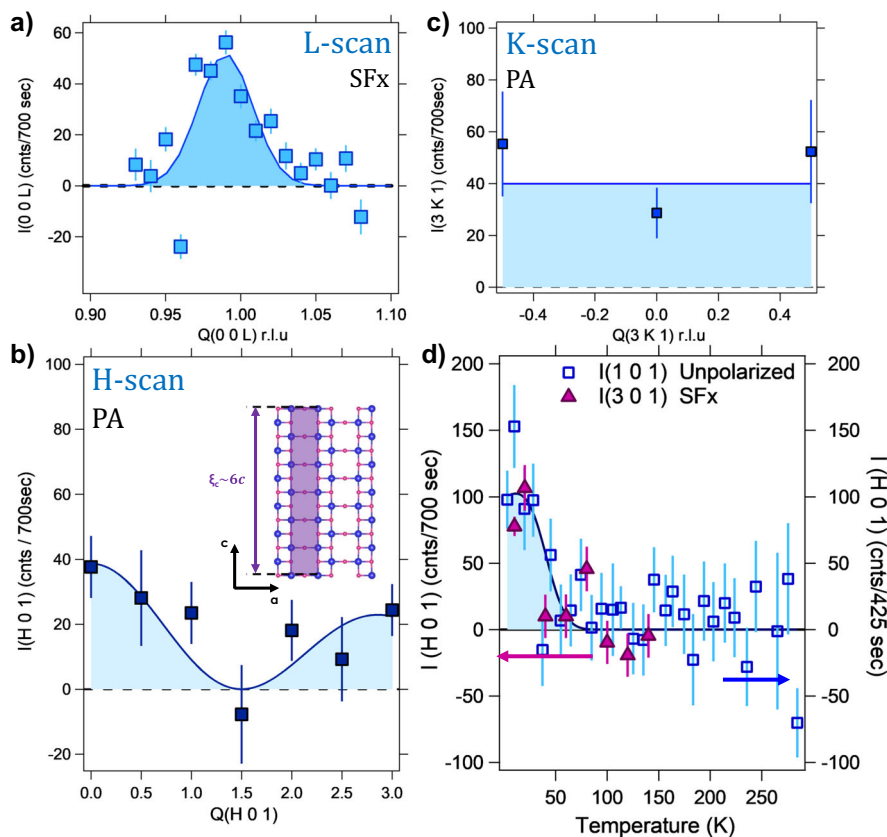 a)
L-scan
SFx
I(0 0 L) (cnts/700 sec)
60
40
20
0
-20
0.90
0.95
1.00
1.05
1.10
Q(0 0 L) r.l.u
c)
K-scan
PA
I(3 K 1) (cnts/700sec)
100
80
60
40
20
0
-0.4
-0.2
0.0
0.2
0.4
Q(3 K 1) r.l.u
b)
H-scan
PA
I(H 0 1) (cnts / 700sec)
100
80
60
40
20
0
-20
ξc~6c
c
a
0.0
0.5
1.0
1.5
2.0
2.5
3.0
Q(H 0 1)
d)
I(1 0 1) Unpolarized
I(3 0 1) SFx
I (H 0 1) (cnts/700 sec)
200
150
100
50
0
-50
-100
200
150
100
50
0
-50
-100
I (H 0 1) (cnts/425 sec)
50
100
150
200
250
Temperature (K)